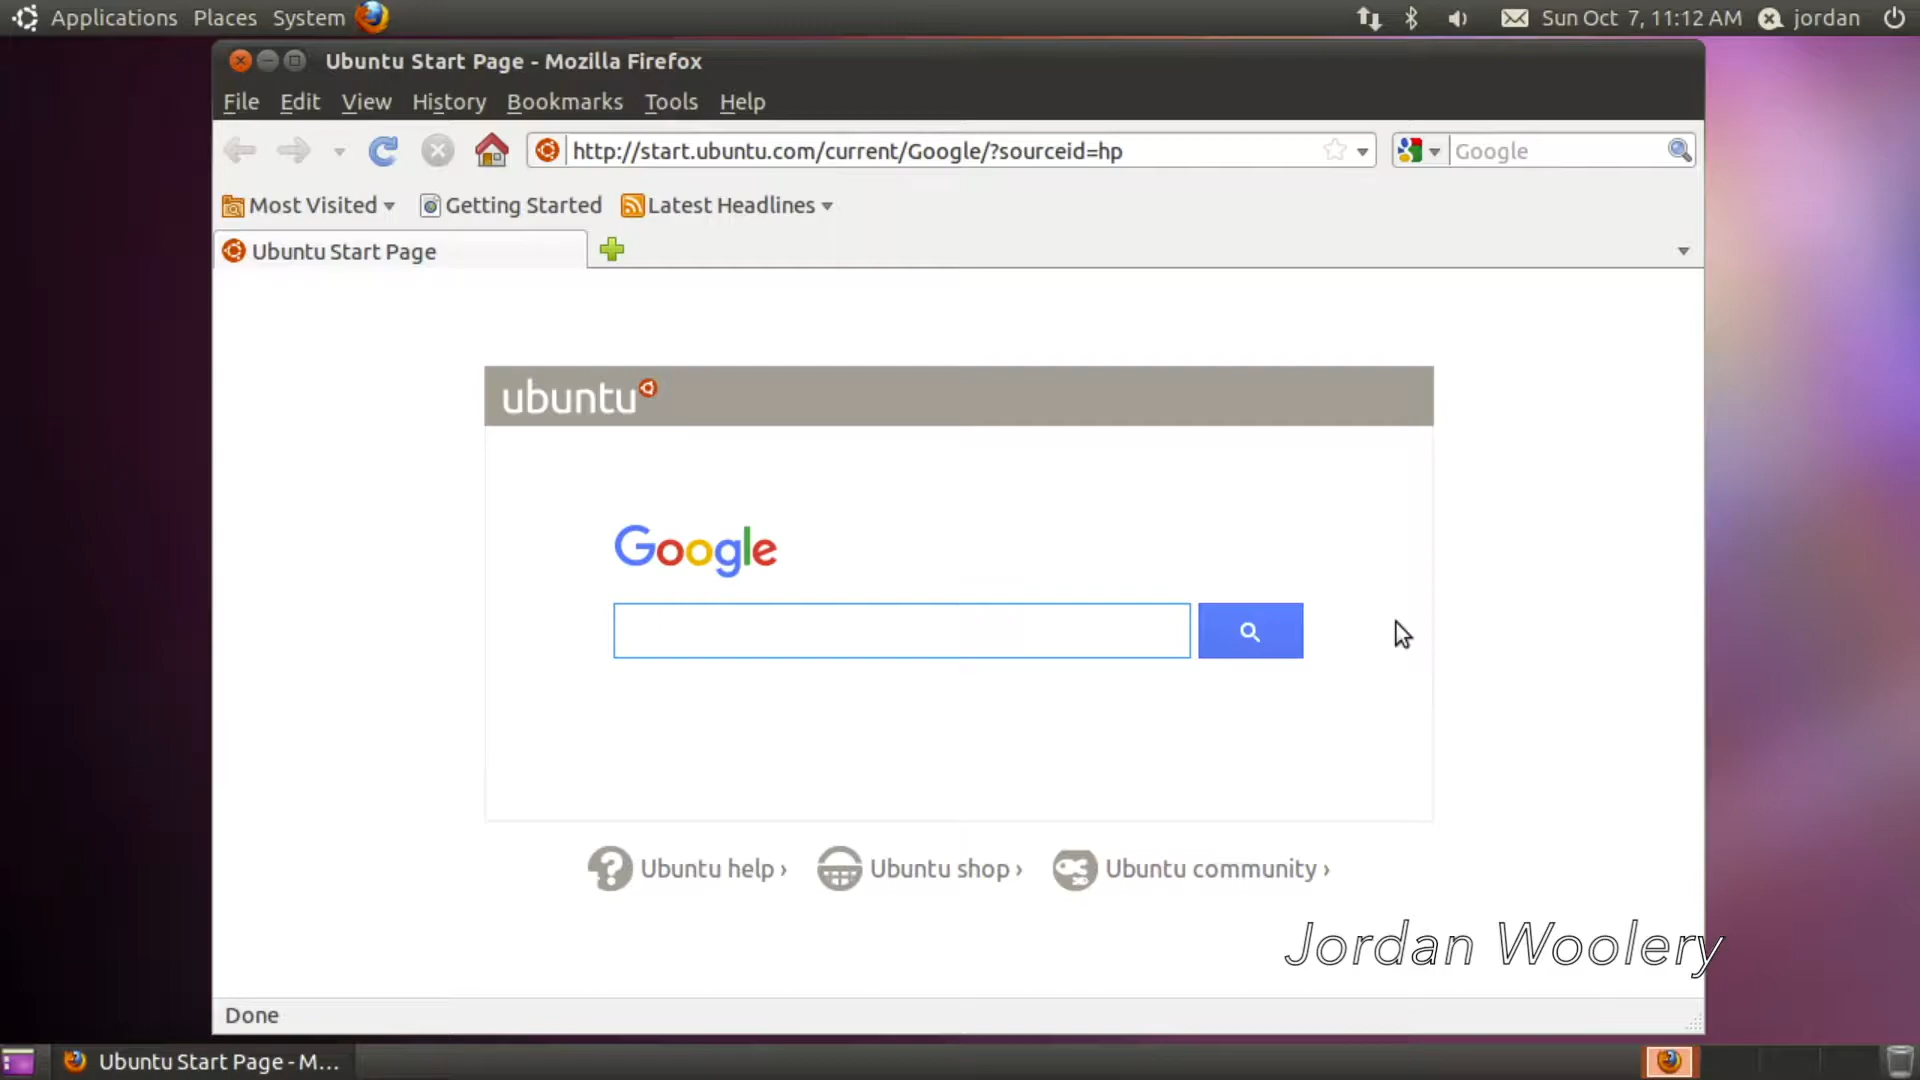 Applications Places System Sun Oct 7, 11:12 AM jordan
Ubuntu Start Page - Mozilla Firefox
File Edit View History Bookmarks Tools Help
http://start.ubuntu.com/current/Google/?sourceid=hp Google
Most Visited Getting Started Latest Headlines
Ubuntu Start Page
ubuntu
Google
Ubuntu help › Ubuntu shop › Ubuntu community ›
Jordan Woolery
Done
Ubuntu Start Page - M...